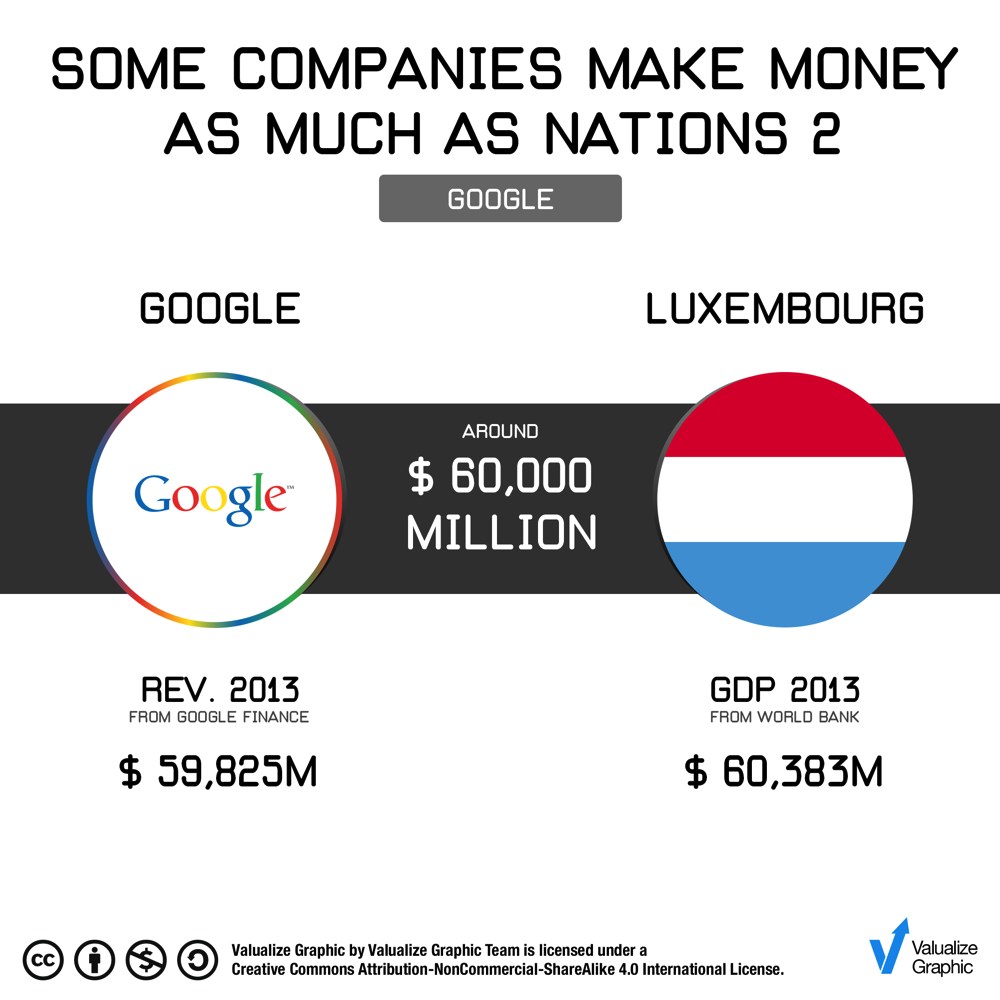 SOME COMPANIES MAKE MONEY
AS MUCH AS NATIONS 2
GOOGLE
GOOGLE
LUXEMBOURG
Google™
AROUND
$ 60,000
MILLION
REV. 2013
FROM GOOGLE FINANCE
$ 59,825M
GDP 2013
FROM WORLD BANK
$ 60,383M
cc
$
Valualize Graphic by Valualize Graphic Team is licensed under a
Creative Commons Attribution-NonCommercial-ShareAlike 4.0 International License.
Valualize
Graphic